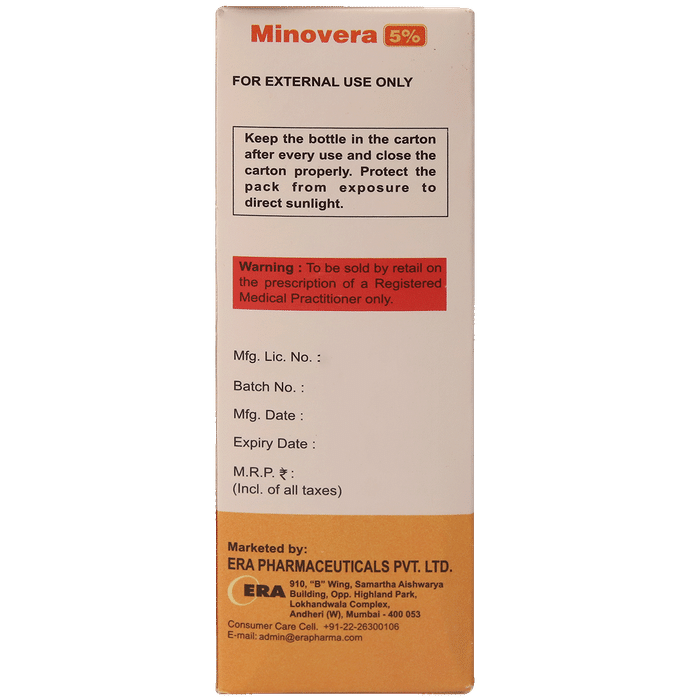 Minovera 5%
FOR EXTERNAL USE ONLY
Keep the bottle in the carton
after every use and close the
carton properly. Protect the
pack from exposure to
direct sunlight.
Warning : To be sold by retail on
the prescription of a Registered
Medical Practitioner only.
Mfg. Lic. No. :
Batch No. :
Mfg. Date :
Expiry Date :
M.R.P. ₹ :
(Incl. of all taxes)
Marketed by:
ERA PHARMACEUTICALS PVT. LTD.
ERA
910, "B" Wing, Samartha Aishwarya
Building, Opp. Highland Park,
Lokhandwala Complex,
Andheri (W), Mumbai - 400 053
Consumer Care Cell. +91-22-26300106
E-mail: admin@erapharma.com